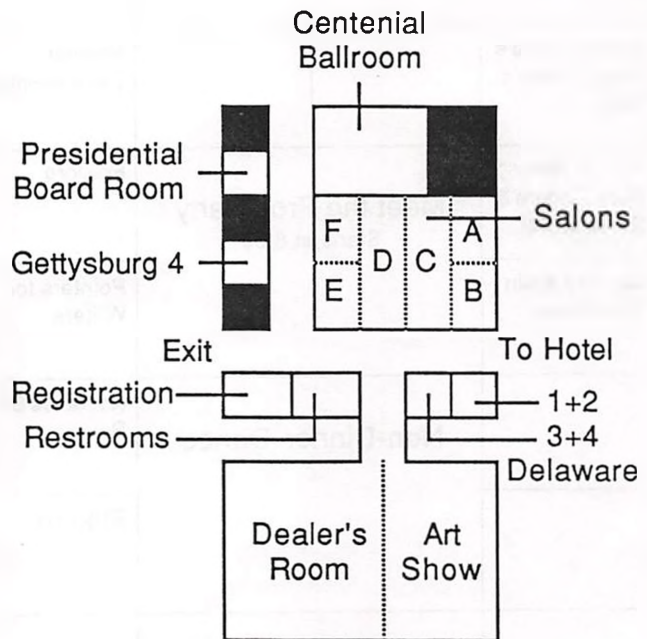 Centenial
Ballroom
Presidential
Board Room
Salons
F
A
D
C
Gettysburg 4
E
B
Exit
To Hotel
Registration
1+2
Restrooms
3+4
Delaware
Dealer's
Room
Art
Show